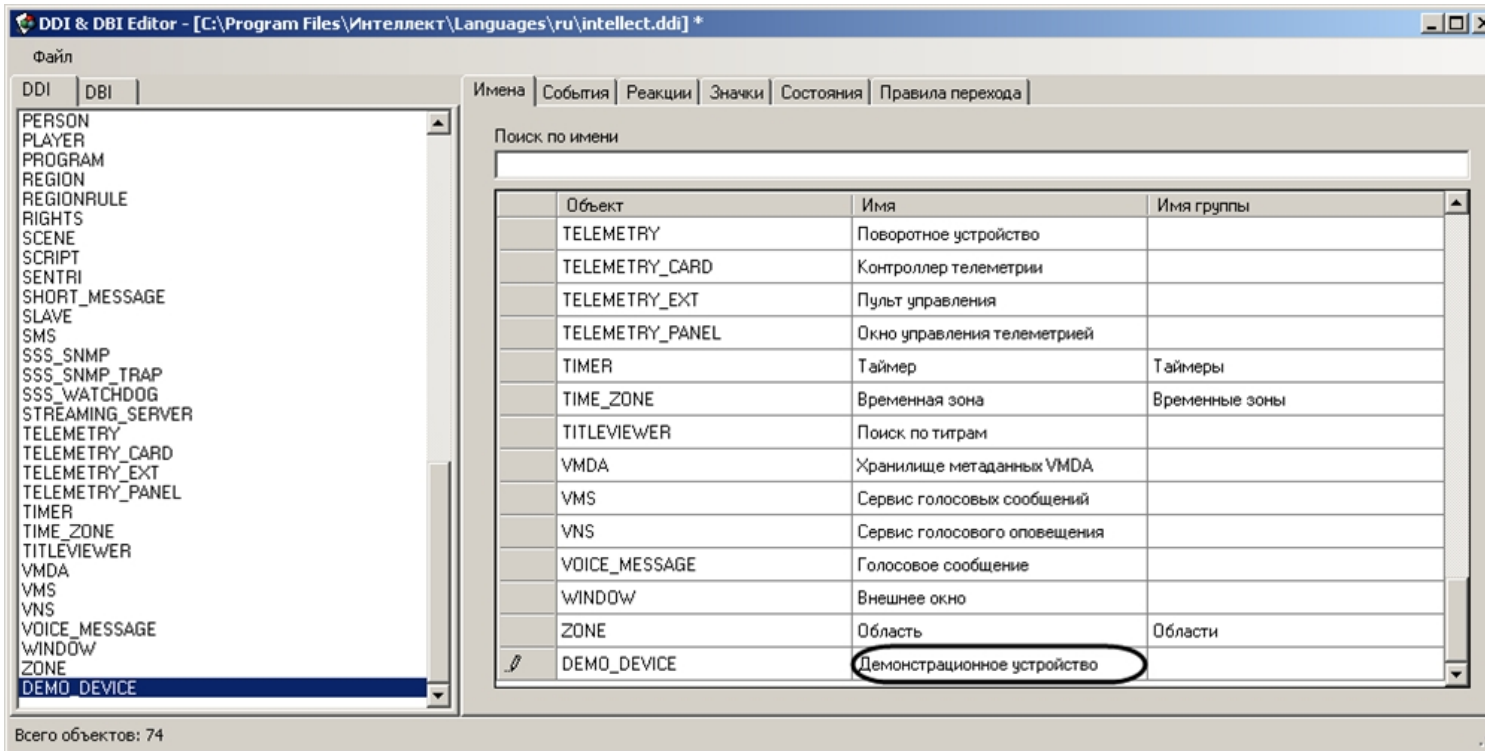 DDI & DBI Editor - [C:\Program Files\Интеллект\Languages\ru\intellect.ddi] *
Файл
DDI DBI
PERSON
PLAYER
PROGRAM
REGION
REGIONRULE
RIGHTS
SCENE
SCRIPT
SENTRI
SHORT_MESSAGE
SLAVE
SMS
SSS_SNMP
SSS_SNMP_TRAP
SSS_WATCHDOG
STREAMING_SERVER
TELEMETRY
TELEMETRY_CARD
TELEMETRY_EXT
TELEMETRY_PANEL
TIMER
TIME_ZONE
TITLEVIEWER
VMDA
VMS
VNS
VOICE_MESSAGE
WINDOW
ZONE
DEMO_DEVICE
Имена События Реакции Значки Состояния Правила перехода
Поиск по имени
Объект Имя Имя группы
TELEMETRY Поворотное устройство
TELEMETRY_CARD Контроллер телеметрии
TELEMETRY_EXT Пульт управления
TELEMETRY_PANEL Окно управления телеметрией
TIMER Таймер Таймеры
TIME_ZONE Временная зона Временные зоны
TITLEVIEWER Поиск по титрам
VMDA Хранилище метаданных VMDA
VMS Сервис голосовых сообщений
VNS Сервис голосового оповещения
VOICE_MESSAGE Голосовое сообщение
WINDOW Внешнее окно
ZONE Область Области
DEMO_DEVICE Демонстрационное устройство
Всего объектов: 74